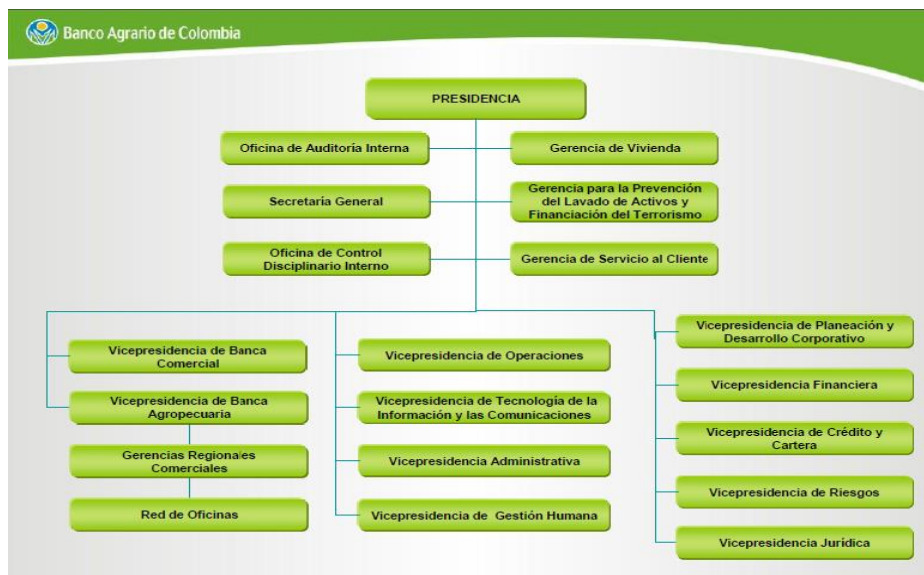 Banco Agrario de Colombia
PRESIDENCIA
Oficina de Auditoría Interna
Gerencia de Vivienda
Secretaría General
Gerencia para la Prevención
del Lavado de Activos y
Financiación del Terrorismo
Oficina de Control
Disciplinario Interno
Gerencia de Servicio al Cliente
Vicepresidencia de Banca
Comercial
Vicepresidencia de Banca
Agropecuaria
Gerencias Regionales
Comerciales
Red de Oficinas
Vicepresidencia de Operaciones
Vicepresidencia de Tecnología de la
Información y las Comunicaciones
Vicepresidencia Administrativa
Vicepresidencia de Gestión Humana
Vicepresidencia de Planeación y
Desarrollo Corporativo
Vicepresidencia Financiera
Vicepresidencia de Crédito y
Cartera
Vicepresidencia de Riesgos
Vicepresidencia Jurídica